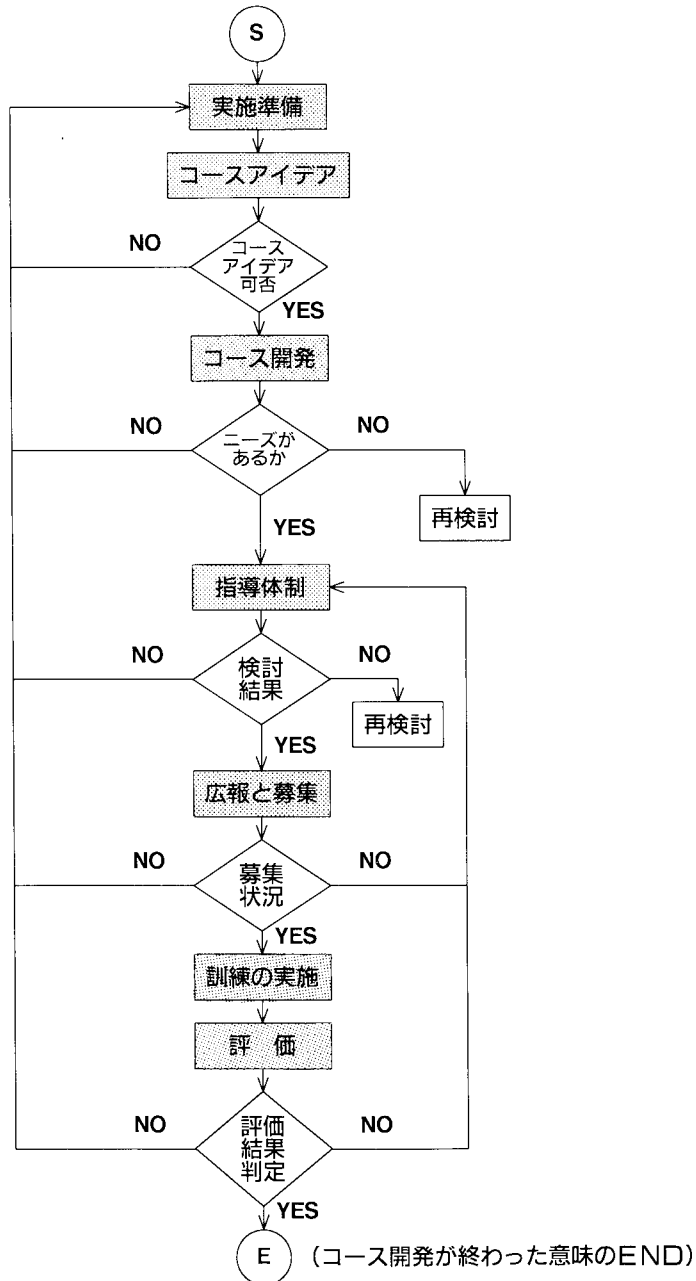 S
実施準備
コースアイデア
NO
コース
アイデア
可否
YES
コース開発
NO
ニーズが
あるか
NO
再検討
YES
指導体制
NO
検討
結果
NO
再検討
YES
広報と募集
NO
募集
状況
NO
YES
訓練の実施
評 価
NO
評価
結果
判定
NO
YES
E (コース開発が終わった意味のEND)